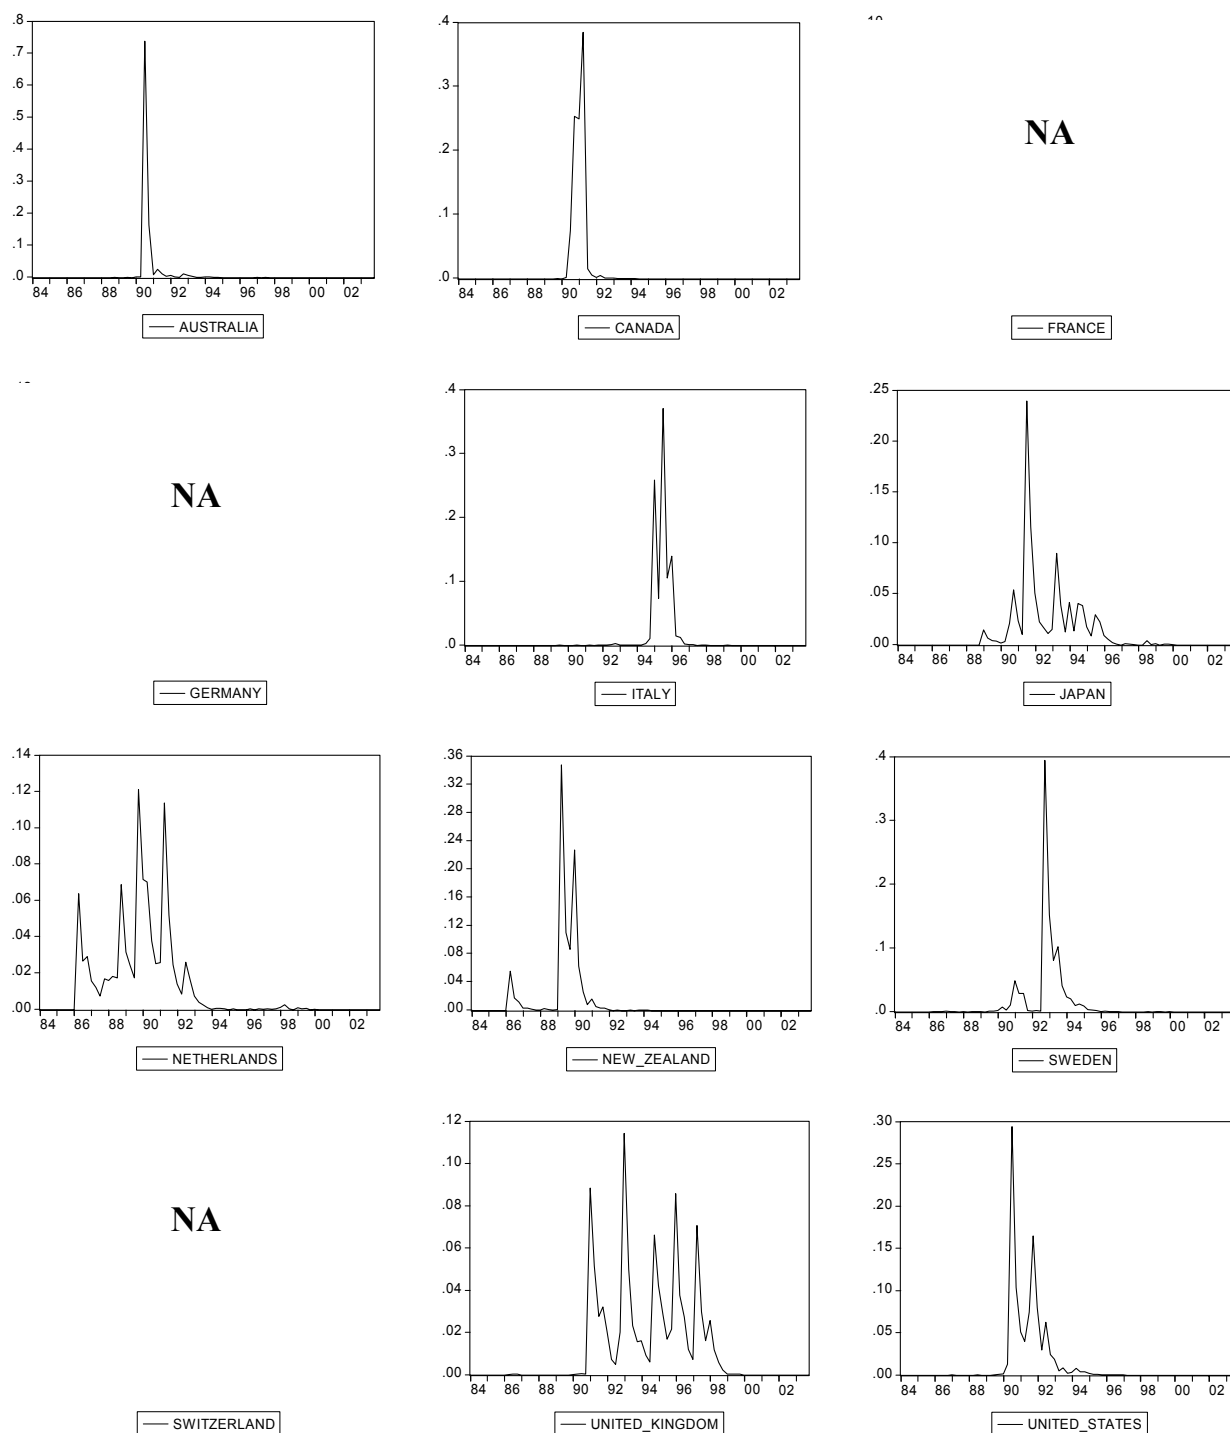 .8
.7
.6
.5
.4
.3
.2
.1
.0
84 86 88 90 92 94 96 98 00 02
AUSTRALIA
.4
.3
.2
.1
.0
84 86 88 90 92 94 96 98 00 02
CANADA
NA
FRANCE
NA
GERMANY
.4
.3
.2
.1
.0
84 86 88 90 92 94 96 98 00 02
ITALY
.25
.20
.15
.10
.05
.00
84 86 88 90 92 94 96 98 00 02
JAPAN
.14
.12
.10
.08
.06
.04
.02
.00
84 86 88 90 92 94 96 98 00 02
NETHERLANDS
.36
.32
.28
.24
.20
.16
.12
.08
.04
.00
84 86 88 90 92 94 96 98 00 02
NEW_ZEALAND
.4
.3
.2
.1
.0
84 86 88 90 92 94 96 98 00 02
SWEDEN
NA
SWITZERLAND
.12
.10
.08
.06
.04
.02
.00
84 86 88 90 92 94 96 98 00 02
UNITED_KINGDOM
.30
.25
.20
.15
.10
.05
.00
84 86 88 90 92 94 96 98 00 02
UNITED_STATES